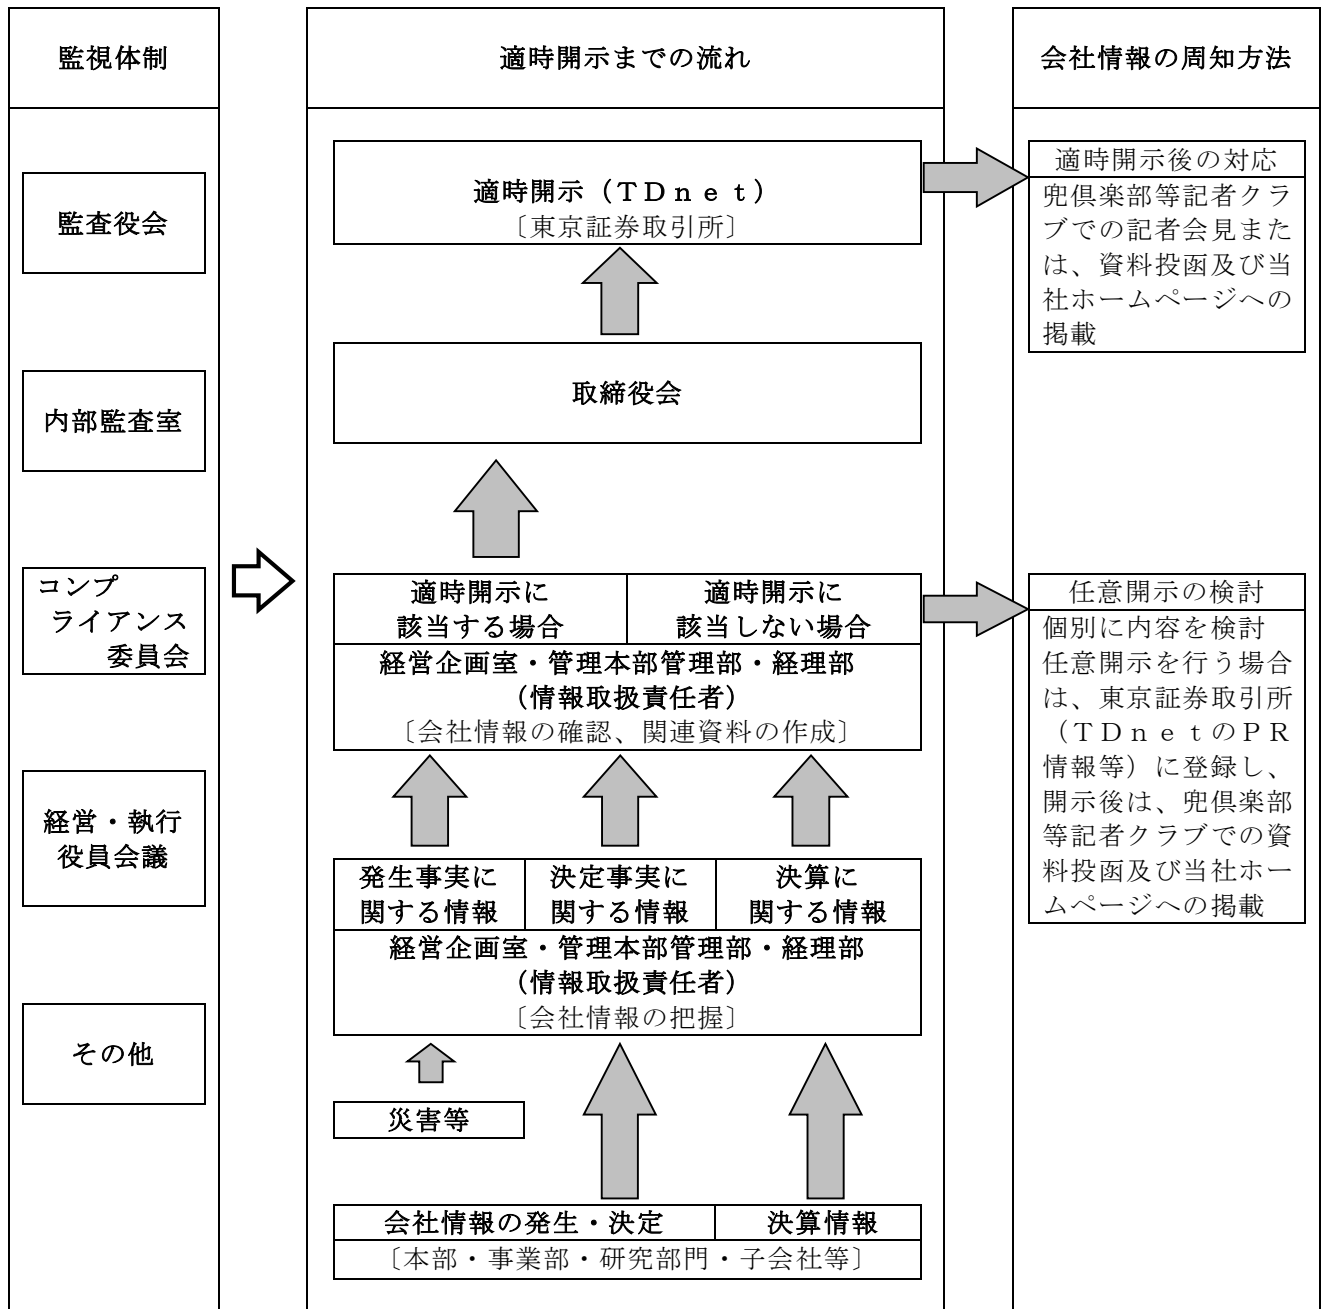 監視体制
監査役会
内部監査室
コンプ
ライアンス
委員会
経営・執行
役員会議
その他
適時開示までの流れ
適時開示（ＴＤｎｅｔ）
〔東京証券取引所〕
取締役会
適時開示に
該当する場合
適時開示に
該当しない場合
経営企画室・管理本部管理部・経理部
（情報取扱責任者）
〔会社情報の確認、関連資料の作成〕
発生事実に
関する情報
決定事実に
関する情報
決算に
関する情報
経営企画室・管理本部管理部・経理部
（情報取扱責任者）
〔会社情報の把握〕
災害等
会社情報の発生・決定
決算情報
〔本部・事業部・研究部門・子会社等〕
会社情報の周知方法
適時開示後の対応
兜倶楽部等記者クラ
ブでの記者会見また
は、資料投函及び当
社ホームページへの
掲載
任意開示の検討
個別に内容を検討
任意開示を行う場合
は、東京証券取引所
（ＴＤｎｅｔのＰＲ
情報等）に登録し、
開示後は、兜倶楽部
等記者クラブでの資
料投函及び当社ホー
ムページへの掲載